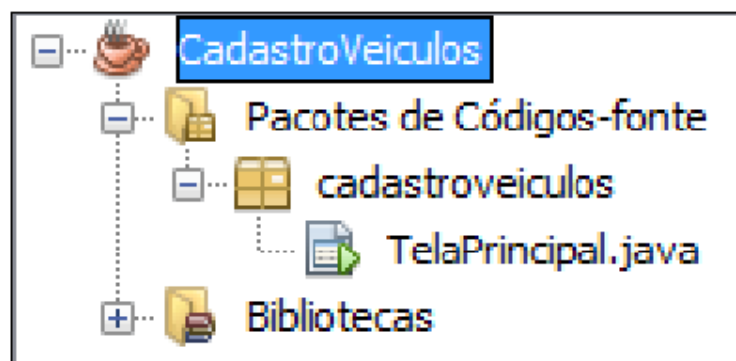 CadastroVeiculos
Pacotes de Códigos-fonte
cadastroveiculos
TelaPrincipal.java
Bibliotecas